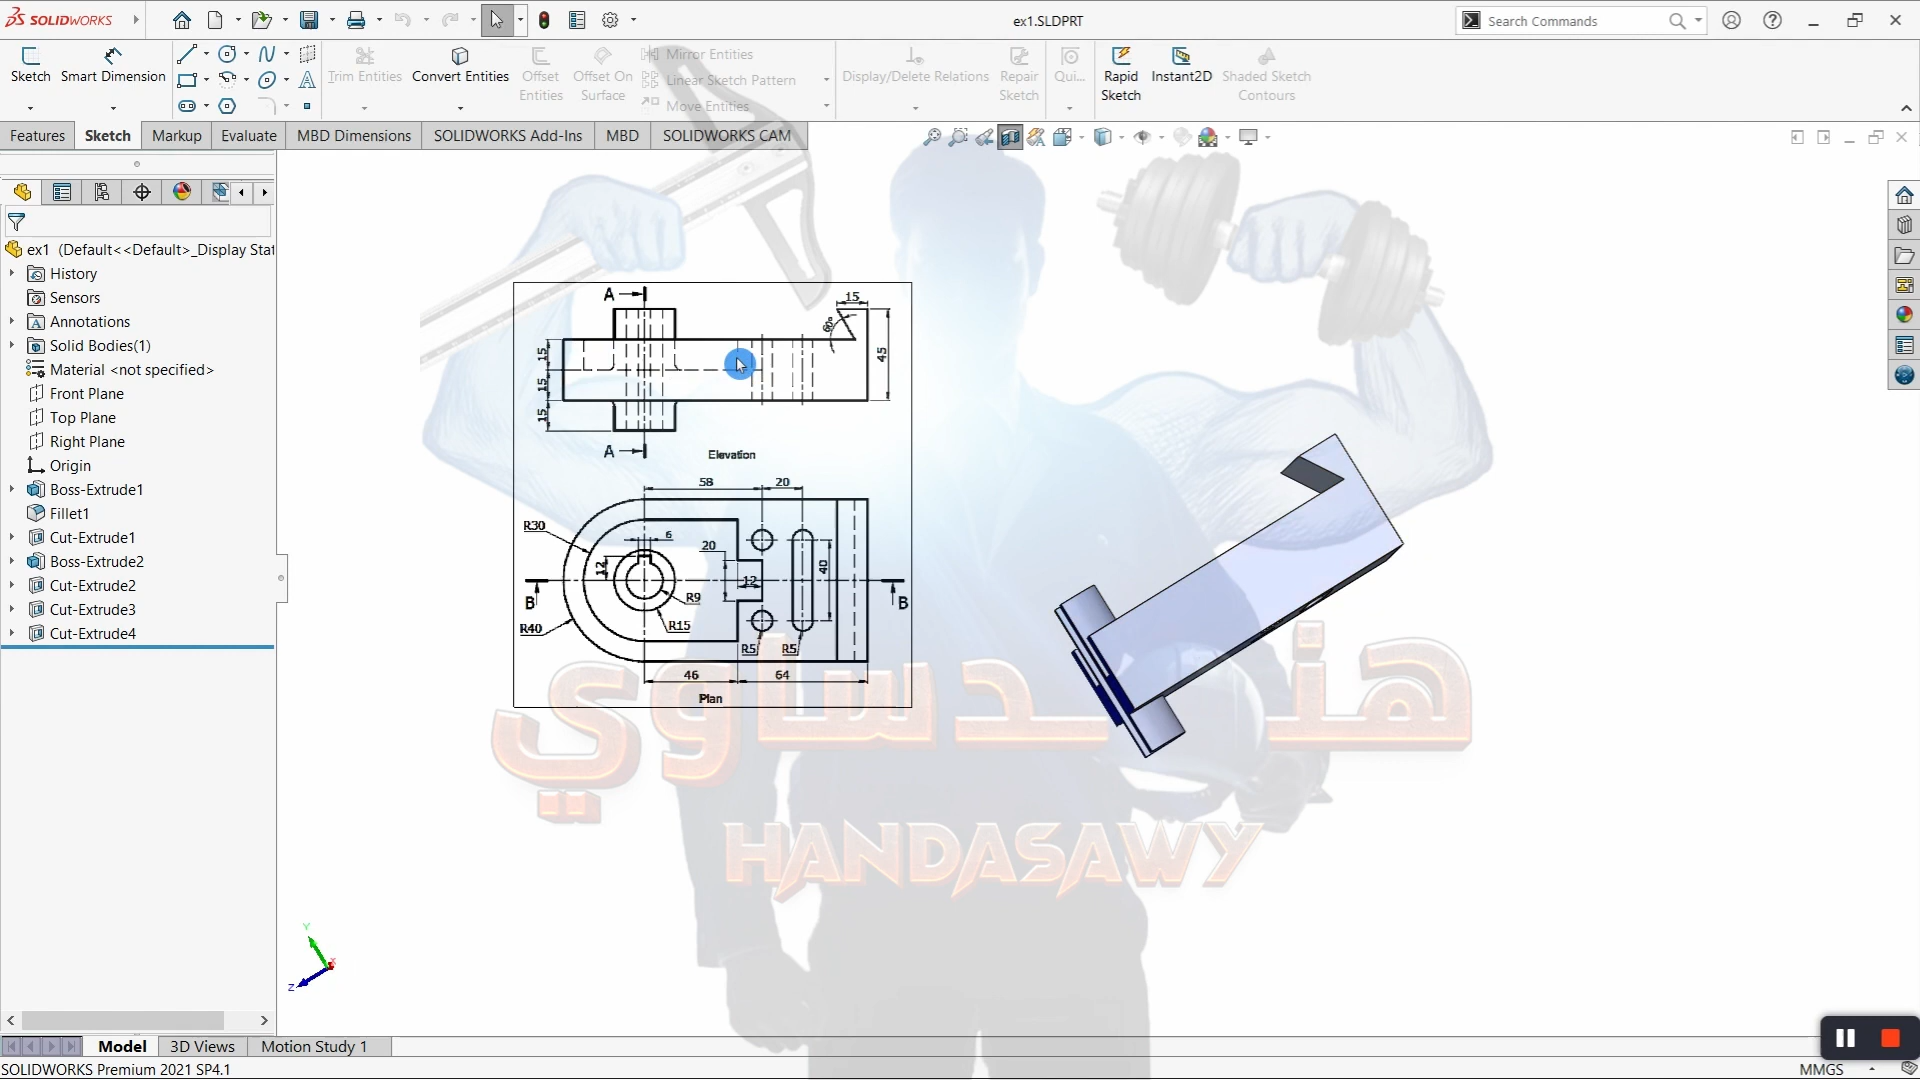 SOLIDWORKS
ex1.SLDPRT
Search Commands
Sketch
Smart Dimension
Trim Entities
Convert Entities
Offset Entities
Offset On Surface
Mirror Entities
Linear Sketch Pattern
Move Entities
Display/Delete Relations
Repair Sketch
Qui...
Rapid Sketch
Instant2D
Shaded Sketch Contours
Features
Sketch
Markup
Evaluate
MBD Dimensions
SOLIDWORKS Add-Ins
MBD
SOLIDWORKS CAM
ex1 (Default<<Default>_Display Stat
History
Sensors
Annotations
Solid Bodies(1)
Material <not specified>
Front Plane
Top Plane
Right Plane
Origin
Boss-Extrude1
Fillet1
Cut-Extrude1
Boss-Extrude2
Cut-Extrude2
Cut-Extrude3
Cut-Extrude4
A
15
60°
15
15
15
45
A
Elevation
58
20
R30
6
20
12
40
12
B
B
R9
R40
R15
R5
R5
46
64
Plan
هندساوي
HANDASAWY
Y
X
Z
Model
3D Views
Motion Study 1
SOLIDWORKS Premium 2021 SP4.1
MMGS